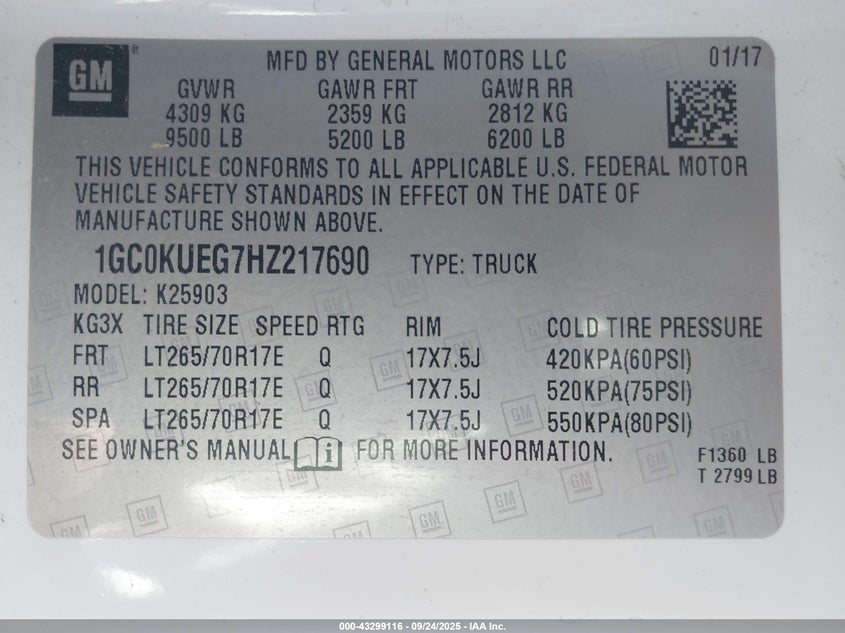 GM ® MFD BY GENERAL MOTORS LLC 01/17
GVWR GAWR FRT GAWR RR
4309 KG 2359 KG 2812 KG
9500 LB 5200 LB 6200 LB
THIS VEHICLE CONFORMS TO ALL APPLICABLE U.S. FEDERAL MOTOR
VEHICLE SAFETY STANDARDS IN EFFECT ON THE DATE OF
MANUFACTURE SHOWN ABOVE.
1GC0KUEG7HZ217690 TYPE: TRUCK
MODEL: K25903
KG3X TIRE SIZE SPEED RTG RIM COLD TIRE PRESSURE
FRT LT265/70R17E Q 17X7.5J 420KPA(60PSI)
RR LT265/70R17E Q 17X7.5J 520KPA(75PSI)
SPA LT265/70R17E Q 17X7.5J 550KPA(80PSI)
SEE OWNER'S MANUAL i FOR MORE INFORMATION.
F1360 LB
T 2799 LB
000-43299116 - 09/24/2025 - IAA Inc.